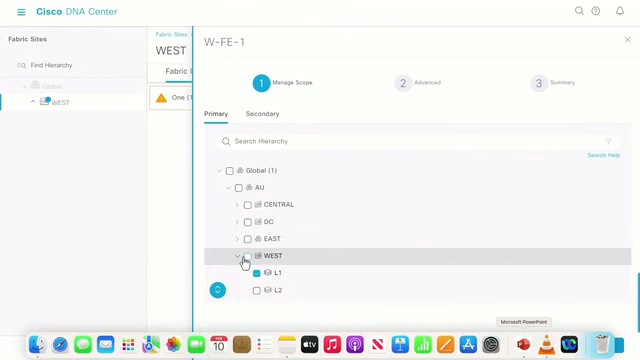 Cisco DNA Center
Fabric Sites
Find Hierarchy
Global
WEST
Fabric Sites
WEST
Fabric I
One (1
W-FE-1
1 Manage Scope
2 Advanced
3 Summary
Primary
Secondary
Search Hierarchy
Search Help
Global (1)
AU
CENTRAL
DC
EAST
WEST
L1
L2
Microsoft PowerPoint
FEB
10
tv